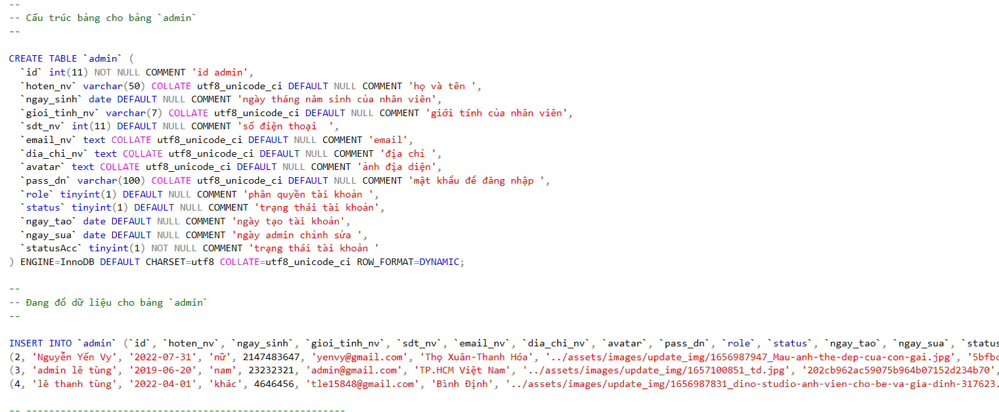 --
-- Cấu trúc bảng cho bảng `admin`
--
CREATE TABLE `admin` (
`id` int(11) NOT NULL COMMENT 'id admin',
`hoten_nv` varchar(50) COLLATE utf8_unicode_ci DEFAULT NULL COMMENT 'họ và tên ',
`ngay_sinh` date DEFAULT NULL COMMENT 'ngày tháng năm sinh của nhân viên',
`gioi_tinh_nv` varchar(7) COLLATE utf8_unicode_ci DEFAULT NULL COMMENT 'giới tính của nhân viên',
`sdt_nv` int(11) DEFAULT NULL COMMENT 'số điện thoại  ',
`email_nv` text COLLATE utf8_unicode_ci DEFAULT NULL COMMENT 'email',
`dia_chi_nv` text COLLATE utf8_unicode_ci DEFAULT NULL COMMENT 'địa chỉ ',
`avatar` text COLLATE utf8_unicode_ci DEFAULT NULL COMMENT 'ảnh địa diện',
`pass_dn` varchar(100) COLLATE utf8_unicode_ci DEFAULT NULL COMMENT 'mật khẩu để đăng nhập ',
`role` tinyint(1) DEFAULT NULL COMMENT 'phân quyền tài khoản ',
`status` tinyint(1) DEFAULT NULL COMMENT 'trạng thái tài khoản',
`ngay_tao` date DEFAULT NULL COMMENT 'ngày tạo tài khoản',
`ngay_sua` date DEFAULT NULL COMMENT 'ngày admin chỉnh sửa ',
`statusAcc` tinyint(1) NOT NULL COMMENT 'trạng thái tài khoản '
) ENGINE=InnoDB DEFAULT CHARSET=utf8 COLLATE=utf8_unicode_ci ROW_FORMAT=DYNAMIC;
--
-- Đang đổ dữ liệu cho bảng `admin`
--
INSERT INTO `admin` (`id`, `hoten_nv`, `ngay_sinh`, `gioi_tinh_nv`, `sdt_nv`, `email_nv`, `dia_chi_nv`, `avatar`, `pass_dn`, `role`, `status`, `ngay_tao`, `ngay_sua`, `status
(2, 'Nguyễn Yến Vy', '2022-07-31', 'nữ', 2147483647, 'yenvy@gmail.com', 'Thọ Xuân-Thanh Hóa', '../assets/images/update_img/1656987947_Mau-anh-the-dep-cua-con-gai.jpg', '5bfbc
(3, 'admin lê tùng', '2019-06-20', 'nam', 23232321, 'admin@gmail.com', 'TP.HCM Việt Nam', '../assets/images/update_img/1657100851_td.jpg', '202cb962ac59075b964b07152d234b70',
(4, 'lê thanh tùng', '2022-04-01', 'khác', 4646456, 'tle15848@gmail.com', 'Bình Định', '../assets/images/update_img/1656987831_dino-studio-anh-vien-cho-be-va-gia-dinh-317623.
-- --------------------------------------------------------